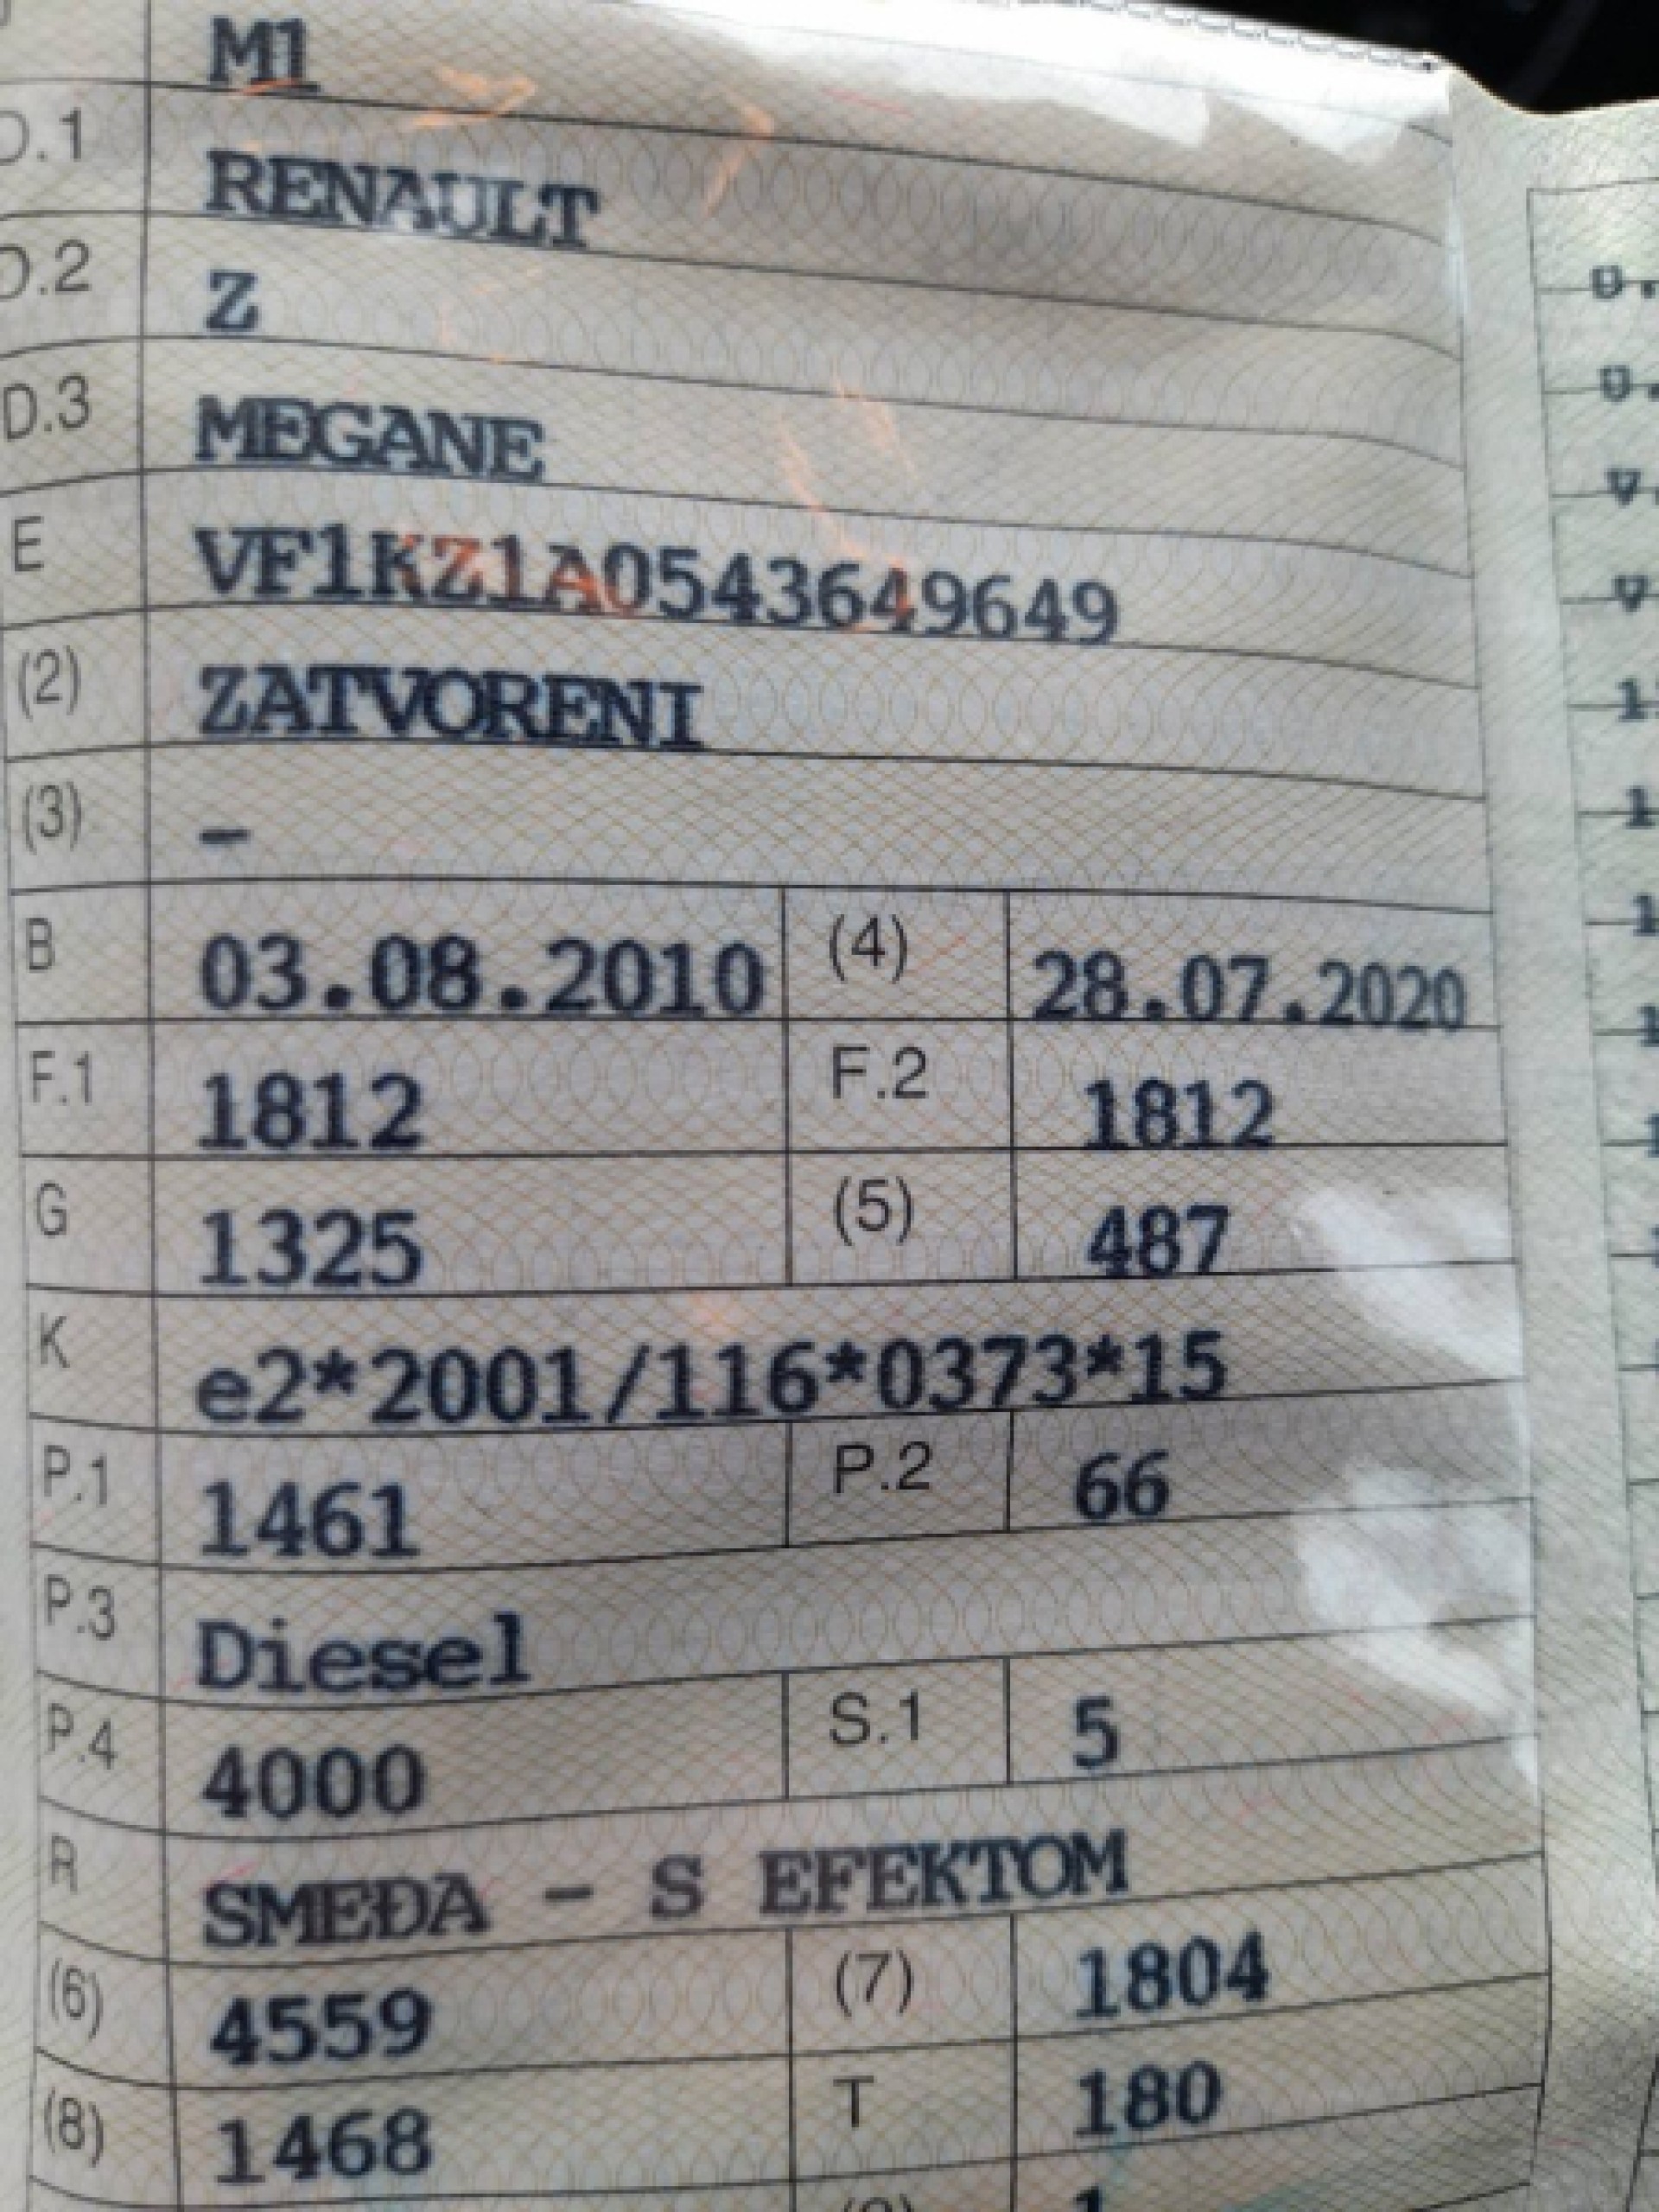 M1
D.1 RENAULT
D.2 Z
D.3 MEGANE
E VF1KZ1A0543649649
(2) ZATVORENI
(3) –
B 03.08.2010 (4) 28.07.2020
F.1 1812 F.2 1812
G 1325 (5) 487
K e2*2001/116*0373*15
P.1 1461 P.2 66
P.3 Diesel
P.4 4000 S.1 5
R SMEĐA – S EFEKTOM
(6) 4559 (7) 1804
(8) 1468 T 180